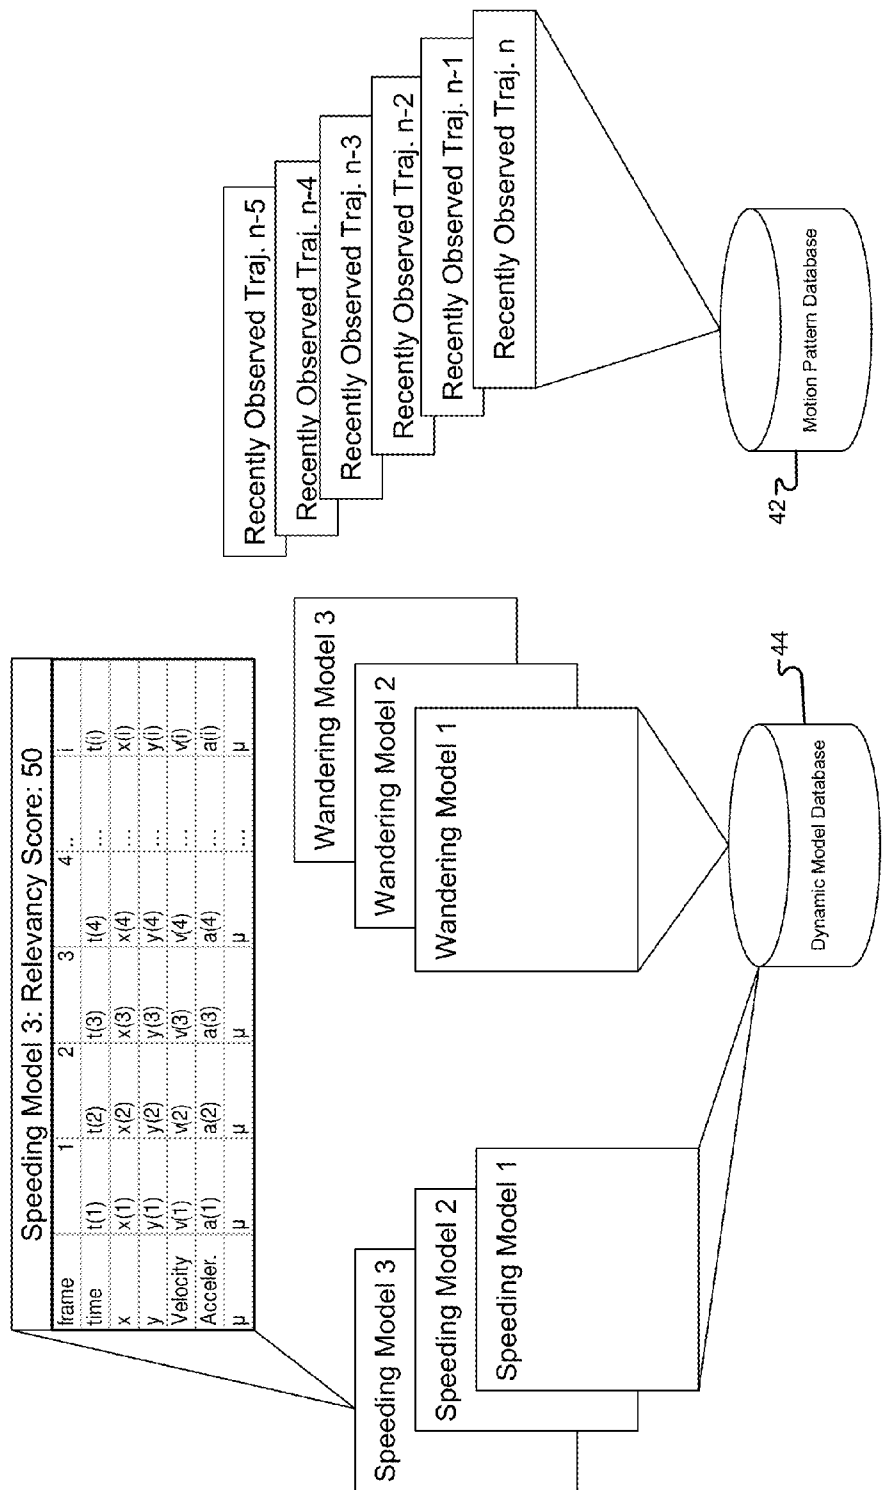 Speeding Model 3: Relevancy Score: 50
frame 1 2 3 4 ... i
time t(1) t(2) t(3) t(4) ... t(i)
x x(1) x(2) x(3) x(4) ... x(i)
y y(1) y(2) y(3) y(4) ... y(i)
Velocity v(1) v(2) v(3) v(4) ... v(i)
Acceler. a(1) a(2) a(3) a(4) ... a(i)
µ µ µ µ µ ... µ
Speeding Model 3
Speeding Model 2
Speeding Model 1
Wandering Model 3
Wandering Model 2
Wandering Model 1
Dynamic Model Database
44
Recently Observed Traj. n-5
Recently Observed Traj. n-4
Recently Observed Traj. n-3
Recently Observed Traj. n-2
Recently Observed Traj. n-1
Recently Observed Traj. n
Motion Pattern Database
42